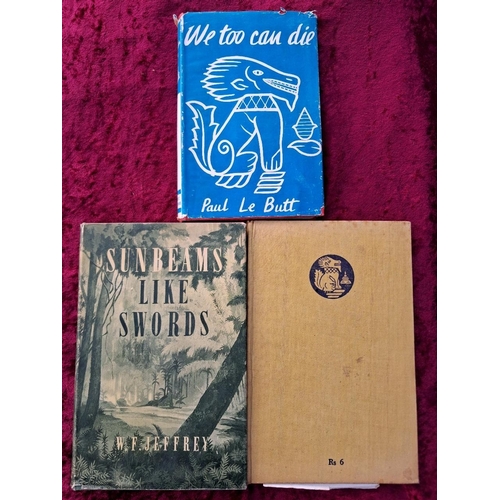 We too can die
Paul Le Butt
SUNBEAMS
LIKE
SWORDS
W. F. JEFFREY
Rs 6